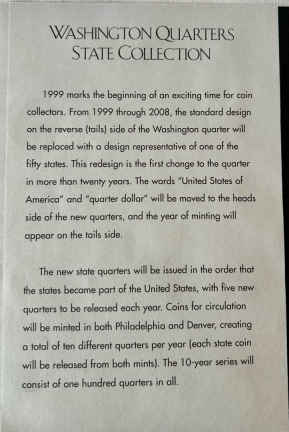 WASHINGTON QUARTERS
STATE COLLECTION
1999 marks the beginning of an exciting time for coin
collectors. From 1999 through 2008, the standard design
on the reverse (tails) side of the Washington quarter will
be replaced with a design representative of one of the
fifty states. This redesign is the first change to the quarter
in more than twenty years. The words "United States of
America" and "quarter dollar" will be moved to the heads
side of the new quarters, and the year of minting will
appear on the tails side.
The new state quarters will be issued in the order that
the states became part of the United States, with five new
quarters to be released each year. Coins for circulation
will be minted in both Philadelphia and Denver, creating
a total of ten different quarters per year (each state coin
will be released from both mints). The 10-year series will
consist of one hundred quarters in all.